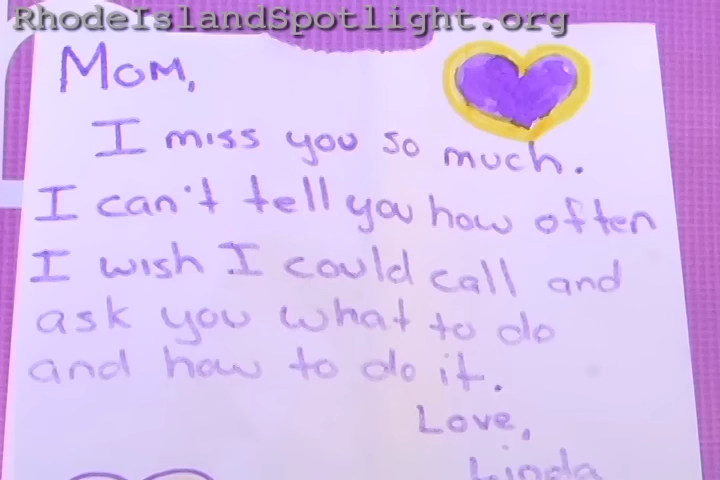 RhodeIslandSpotlight.org
Mom,
I miss you so much.
I can't tell you how often
I wish I could call and
ask you what to do
and how to do it.
Love,
Linda